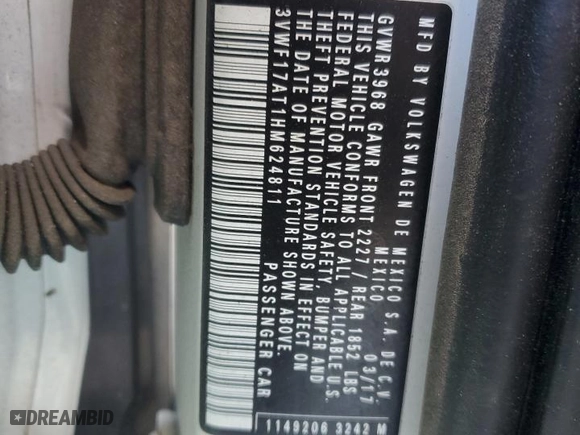 MFD BY VOLKSWAGEN DE MEXICO S.A. DE C.V
MEXICO 03/17
GVWR3968 GAWR FRONT 2227 / REAR 1852 LBS
THIS VEHICLE CONFORMS TO ALL APPLICABLE U.S.
FEDERAL MOTOR VEHICLE SAFETY, BUMPER AND
THEFT PREVENTION STANDARDS IN EFFECT ON
THE DATE OF MANUFACTURE SHOWN ABOVE.
3VWF17AT1HM624811 PASSENGER CAR
1149206 3242 M
DREAMBID